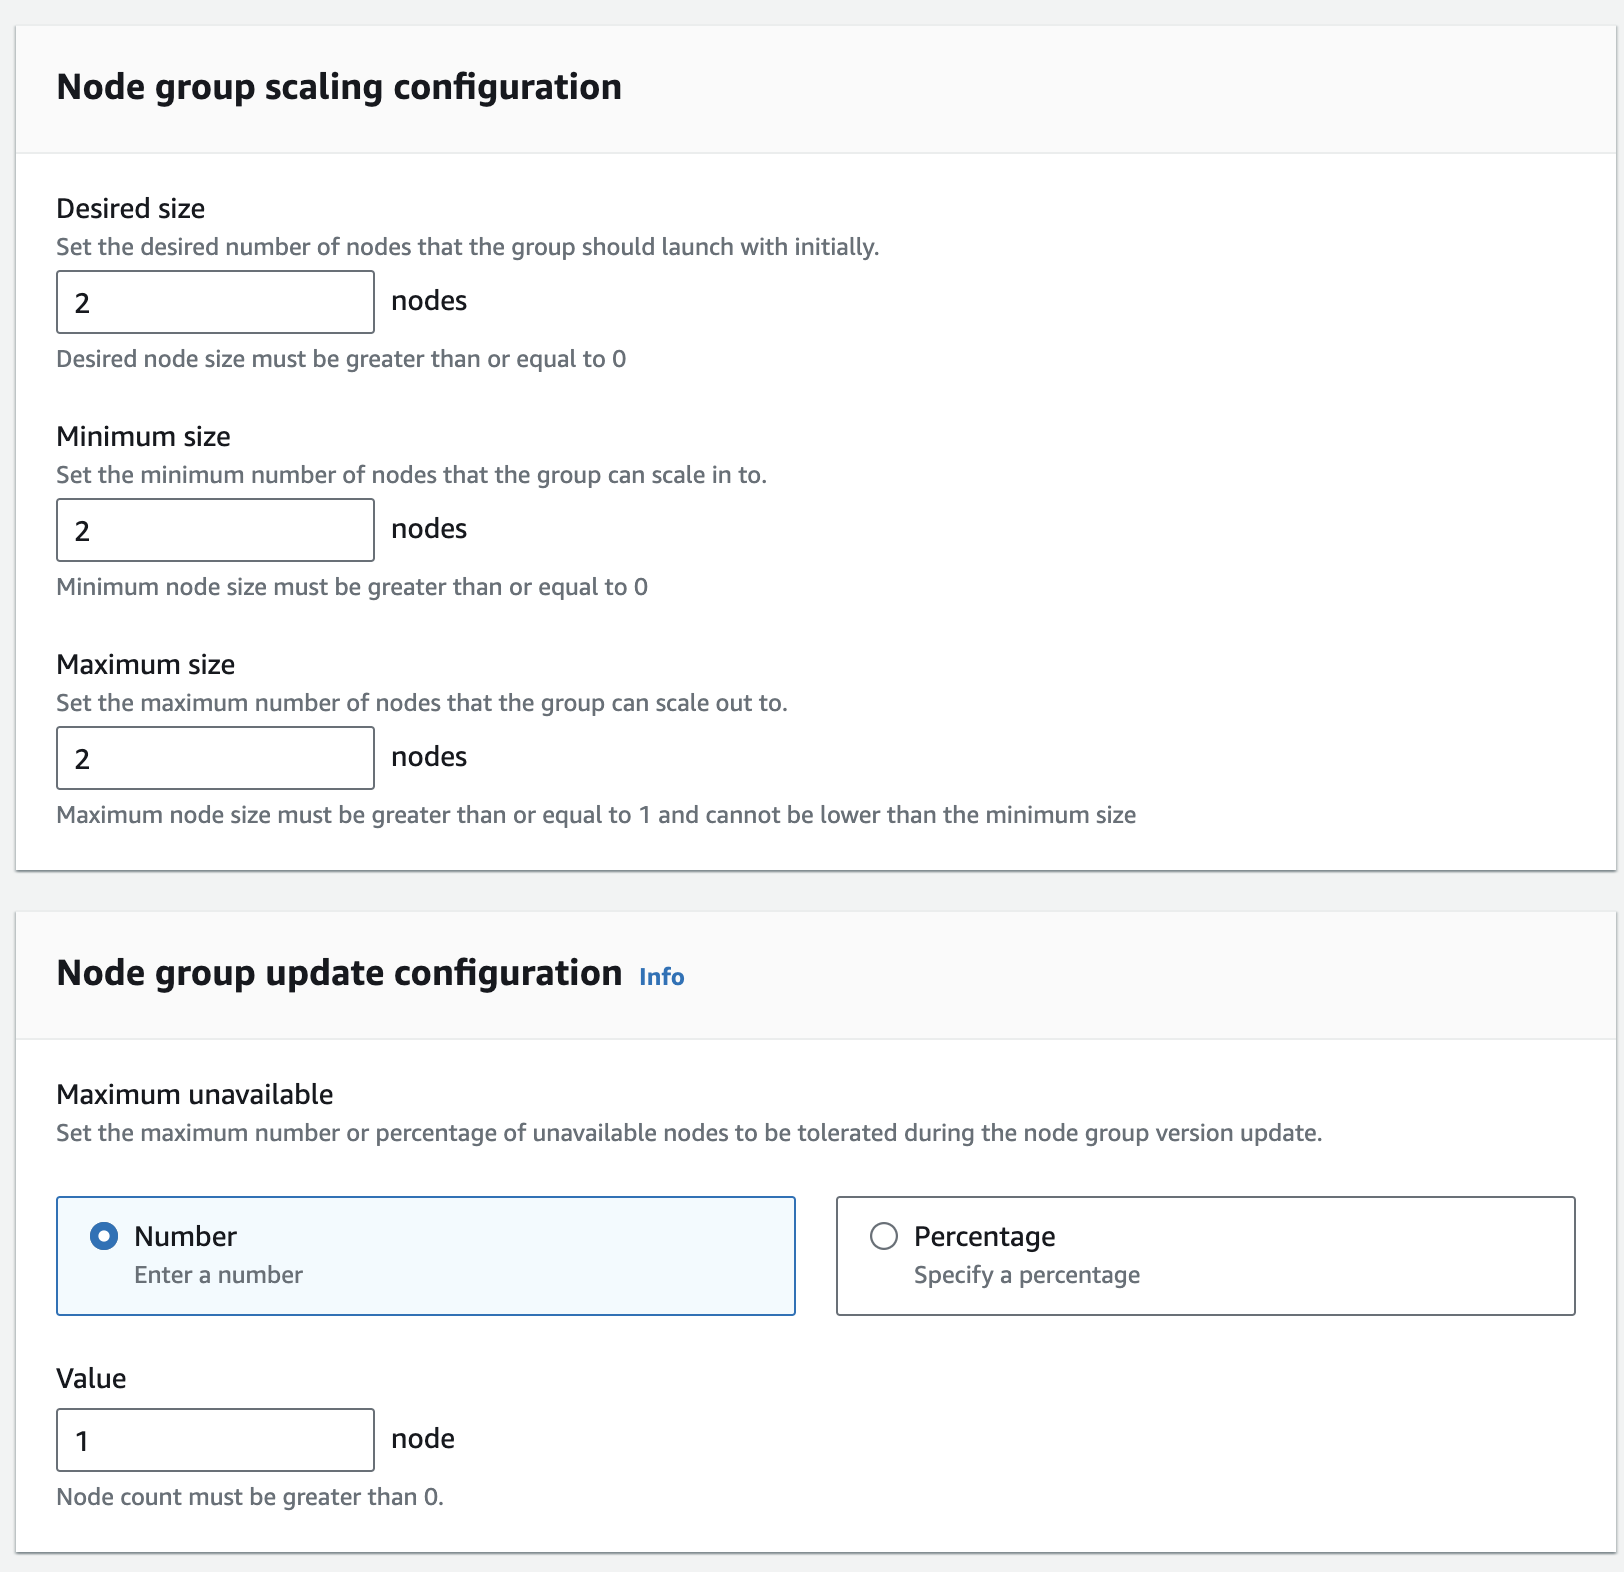 Node group scaling configuration
Desired size
Set the desired number of nodes that the group should launch with initially.
2 nodes
Desired node size must be greater than or equal to 0
Minimum size
Set the minimum number of nodes that the group can scale in to.
2 nodes
Minimum node size must be greater than or equal to 0
Maximum size
Set the maximum number of nodes that the group can scale out to.
2 nodes
Maximum node size must be greater than or equal to 1 and cannot be lower than the minimum size
Node group update configuration Info
Maximum unavailable
Set the maximum number or percentage of unavailable nodes to be tolerated during the node group version update.
Number
Enter a number
Percentage
Specify a percentage
Value
1 node
Node count must be greater than 0.